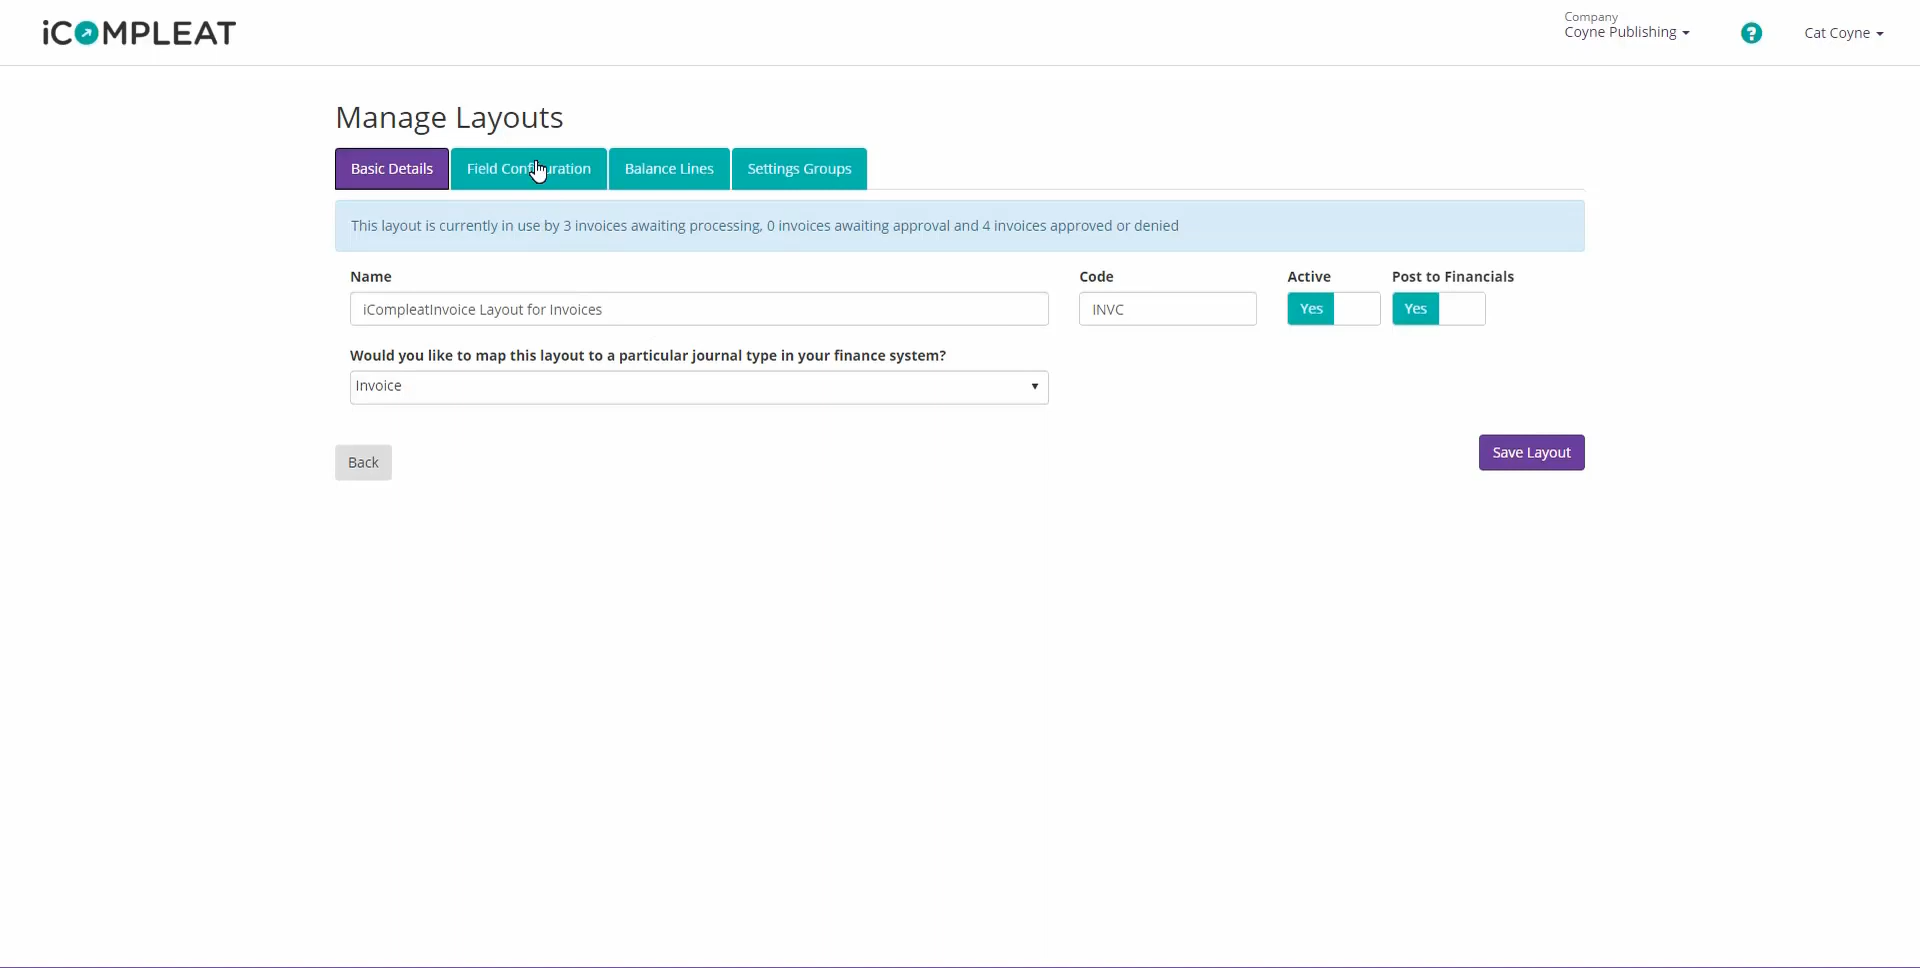 iCOMPLEAT
Company
Coyne Publishing
?
Cat Coyne
Manage Layouts
Basic Details
Field Configuration
Balance Lines
Settings Groups
This layout is currently in use by 3 invoices awaiting processing, 0 invoices awaiting approval and 4 invoices approved or denied
Name
Code
Active
Post to Financials
iCompleatInvoice Layout for Invoices
INVC
Yes
Yes
Would you like to map this layout to a particular journal type in your finance system?
Invoice
Save Layout
Back